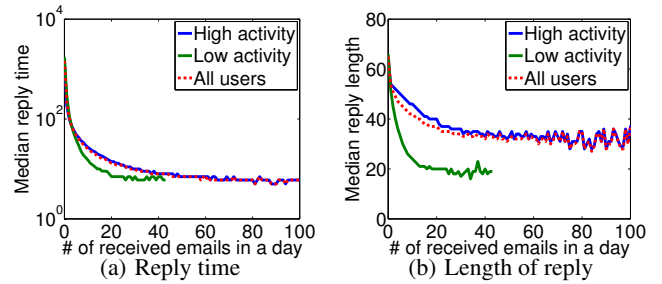 10^4
10^2
10^0
Median reply time
High activity
Low activity
All users
0 20 40 60 80 100
# of received emails in a day
(a) Reply time
80
60
40
20
0
Median reply length
High activity
Low activity
All users
0 20 40 60 80 100
# of received emails in a day
(b) Length of reply